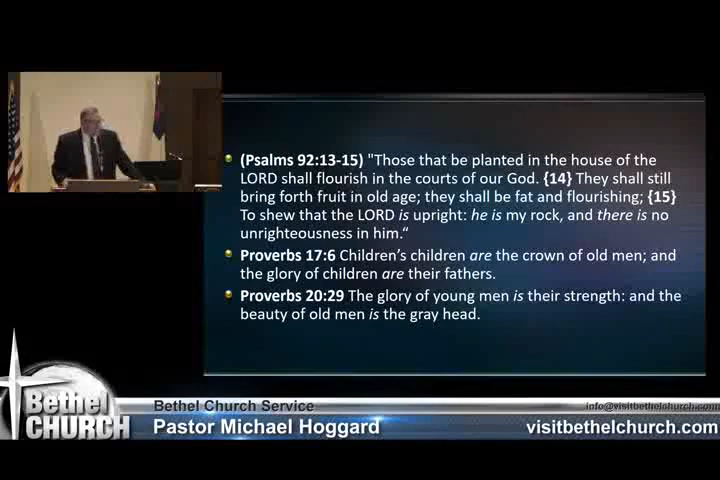 (Psalms 92:13-15) "Those that be planted in the house of the
LORD shall flourish in the courts of our God. {14} They shall still
bring forth fruit in old age; they shall be fat and flourishing; {15}
To shew that the LORD is upright: he is my rock, and there is no
unrighteousness in him.“
Proverbs 17:6 Children’s children are the crown of old men; and
the glory of children are their fathers.
Proverbs 20:29 The glory of young men is their strength: and the
beauty of old men is the gray head.
Bethel
CHURCH
Bethel Church Service
info@visitbethelchurch.com
Pastor Michael Hoggard
visitbethelchurch.com